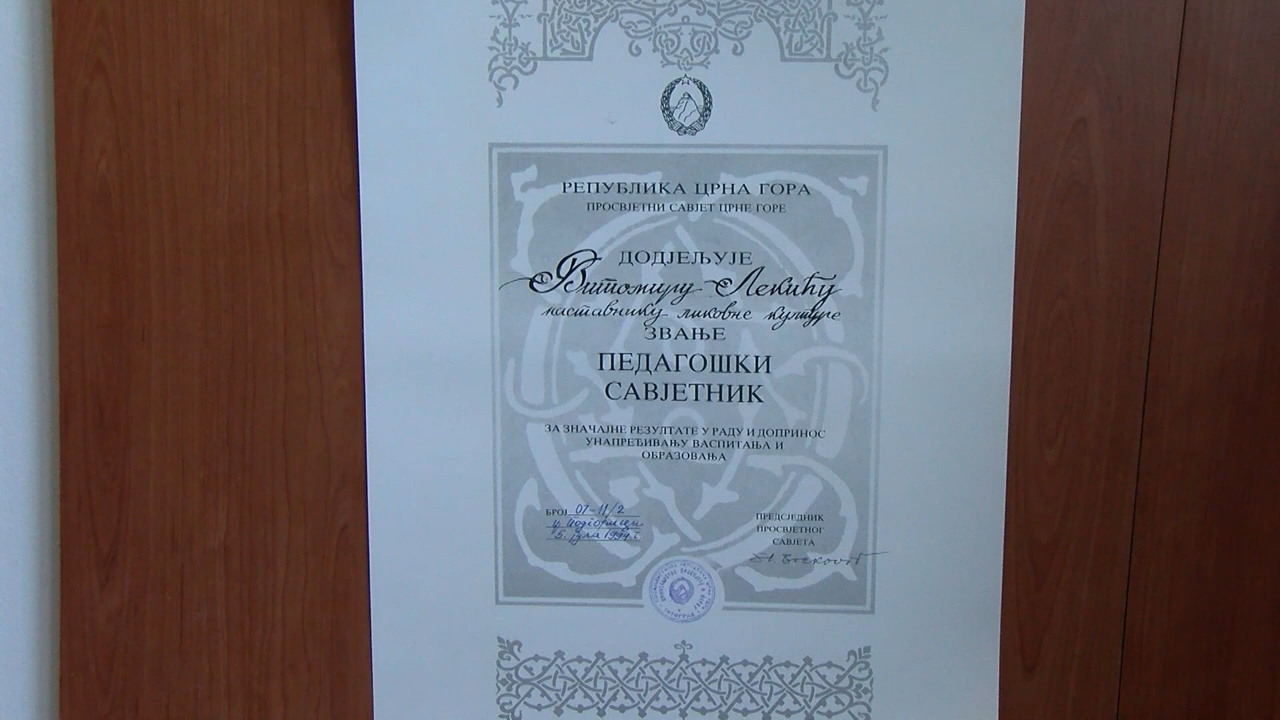 РЕПУБЛИКА ЦРНА ГОРА
ПРОСВЈЕТНИ САВЈЕТ ЦРНЕ ГОРЕ
ДОДЈЕЉУЈЕ
Витомиру Лекићу
наставнику ликовне културе
ЗВАЊЕ
ПЕДАГОШКИ
САВЈЕТНИК
ЗА ЗНАЧАЈНЕ РЕЗУЛТАТЕ У РАДУ И ДОПРИНОС
УНАПРЕЂИВАЊУ ВАСПИТАЊА И
ОБРАЗОВАЊА
БРОЈ 01-11/2
у Подгорици
ПРЕДСЈЕДНИК
ПРОСВЈЕТНОГ
САВЈЕТА